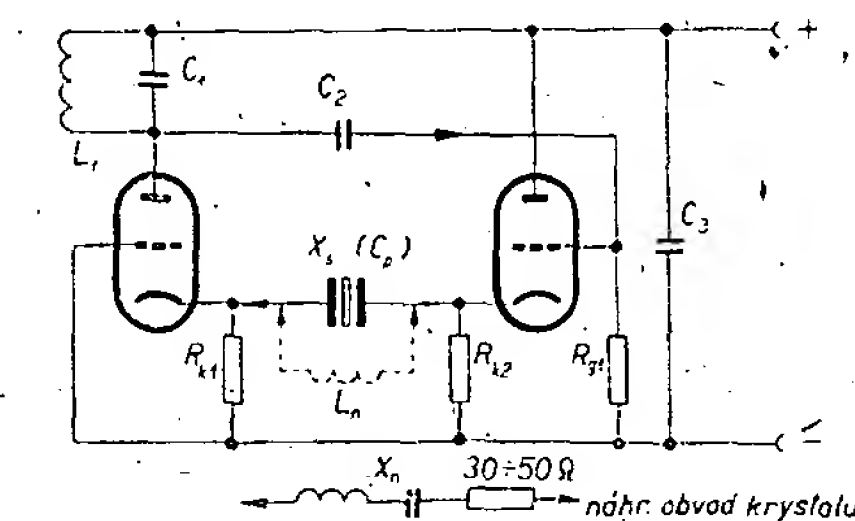 +
C₁
C₂
L₁
C₃
Xₛ (Cₚ)
Rₖ₁
Rₖ₂
R_g1
Lₙ
−
Xₙ
30÷50 Ω
náhr. obvod krystalu